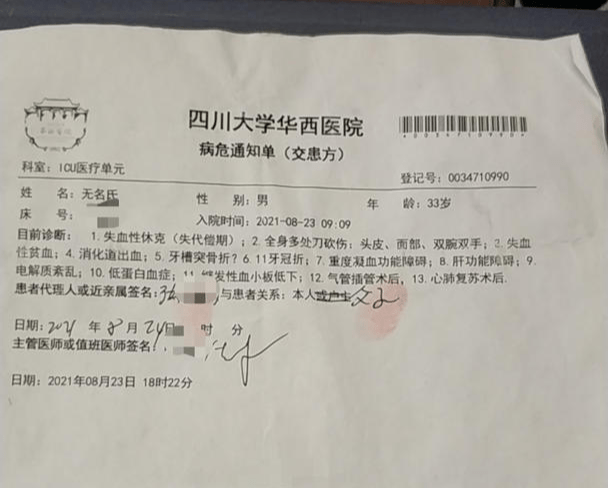 四川大学华西医院
病危通知单（交患方）
科室：ICU医疗单元
登记号：0034710990
姓 名：无名氏 性 别：男 年 龄：33岁
床 号：
入院时间：2021-08-23 09:09
目前诊断： 1. 失血性休克（失代偿期）；2. 全身多处刀砍伤：头皮、面部、双腕双手；3. 失血
性贫血；4. 消化道出血；5. 牙槽突骨折？6. 11牙冠折；7. 重度凝血功能障碍；8. 肝功能障碍；9.
电解质紊乱；10. 低蛋白血症；11. 继发性血小板低下；12. 气管插管术后，13. 心肺复苏术后.
患者代理人或近亲属签名： 与患者关系：本人或户主 父子
日期：2021 年 8 月 24日 时 分
主管医师或值班医师签名：
日期：2021年08月23日 18时22分